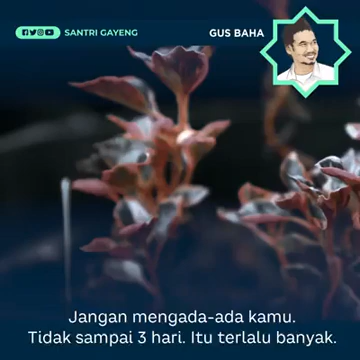 SANTRI GAYENG
GUS BAHA
Jangan mengada-ada kamu.
Tidak sampai 3 hari. Itu terlalu banyak.